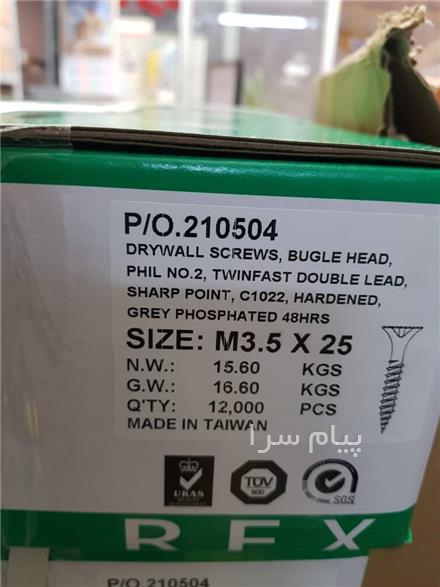 P/O.210504
DRYWALL SCREWS, BUGLE HEAD,
PHIL NO.2, TWINFAST DOUBLE LEAD,
SHARP POINT, C1022, HARDENED,
GREY PHOSPHATED 48HRS
SIZE: M3.5 X 25
N.W.: 15.60 KGS
G.W.: 16.60 KGS
Q'TY: 12,000 PCS
MADE IN TAIWAN
پیام سرا
UKAS
TÜV
SGS
RFX
P/O.210504